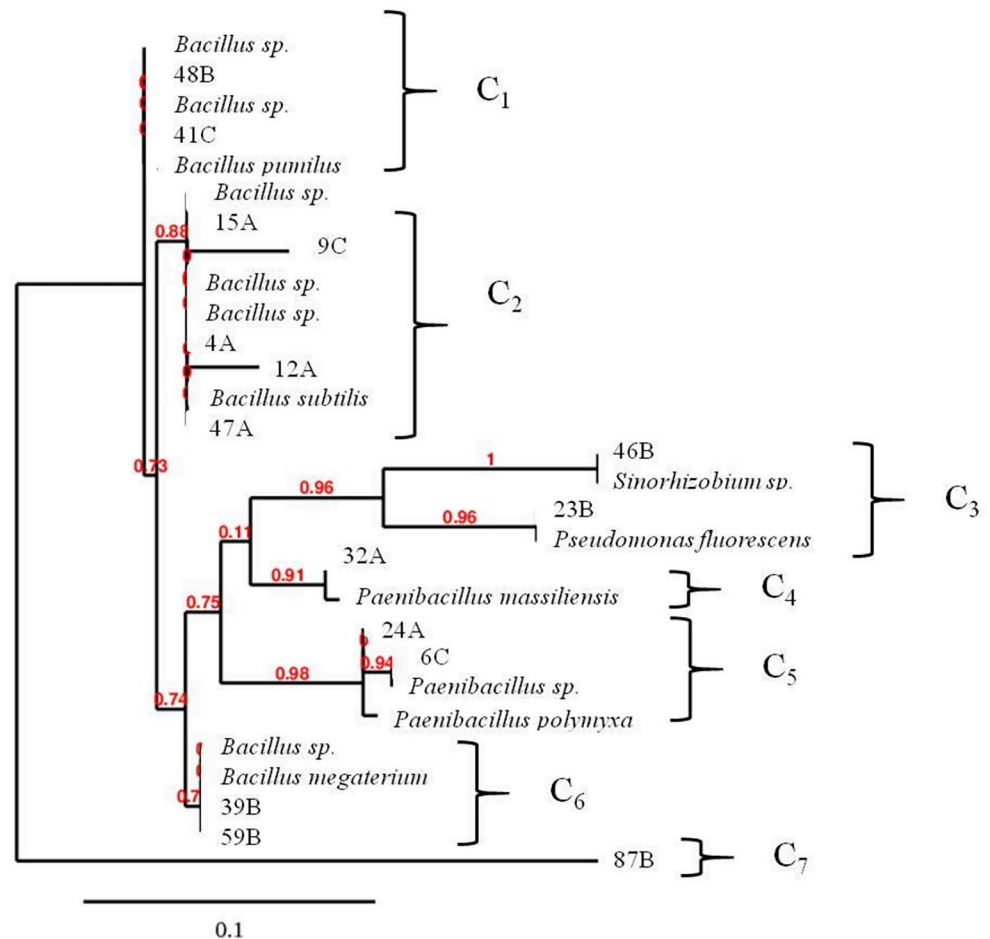 Bacillus sp.
48B
Bacillus sp.
41C
Bacillus pumilus
C1
Bacillus sp.
15A
0.88
9C
Bacillus sp.
Bacillus sp.
4A
12A
Bacillus subtilis
47A
C2
0.73
46B
1
Sinorhizobium sp.
0.96
23B
0.96
Pseudomonas fluorescens
C3
0.11
32A
0.91
Paenibacillus massiliensis
C4
0.75
24A
6C
0.94
0.98
Paenibacillus sp.
Paenibacillus polymyxa
C5
0.74
Bacillus sp.
Bacillus megaterium
0.7
39B
59B
C6
87B
C7
0.1